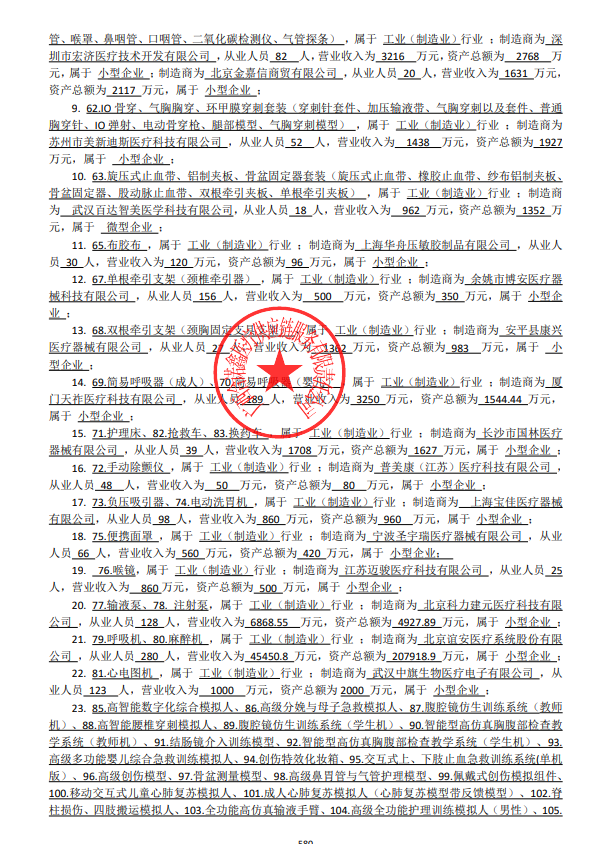 管、喉罩、鼻咽管、口咽管、二氧化碳检测仪、气管探条），属于 工业（制造业）行业 ；制造商为 深
圳市宏济医疗技术开发有限公司 ，从业人员 82 人，营业收入为 3216 万元，资产总额为 2768 万
元，属于 小型企业 ；制造商为 北京金嘉信商贸有限公司 ，从业人员 20 人，营业收入为 1631 万元，
资产总额为 2117 万元，属于 小型企业 ；
9. 62.IO 骨穿、气胸胸穿、环甲膜穿刺套装（穿刺针套件、加压输液带、气胸穿刺以及套件、普通
胸穿针、IO 弹射、电动骨穿枪、腿部模型、气胸穿刺模型） ，属于 工业（制造业）行业 ；制造商为
苏州市美新迪斯医疗科技有限公司 ，从业人员 52 人，营业收入为 1438 万元，资产总额为 1927
万元，属于 小型企业 ；
10. 63.旋压式止血带、铝制夹板、骨盆固定器套装（旋压式止血带、橡胶止血带、纱布铝制夹板、
骨盆固定器、股动脉止血带、双根牵引夹板、单根牵引夹板） ，属于 工业（制造业）行业 ；制造商
为 武汉百达智美医学科技有限公司，从业人员 18 人，营业收入为 962 万元，资产总额为 1352 万
元，属于 微型企业 ；
11. 65.布胶布 ，属于 工业（制造业）行业 ；制造商为 上海华舟压敏胶制品有限公司 ，从业人
员 30 人，营业收入为 120 万元，资产总额为 96 万元，属于 小型企业 ；
12. 67.单根牵引支架（颈椎牵引器） ，属于 工业（制造业）行业 ；制造商为 余姚市博安医疗器
械科技有限公司 ，从业人员 156 人，营业收入为 500 万元，资产总额为 350 万元，属于 小型企
业 ；
13. 68.双根牵引支架（颈胸固定支具） ，属于 工业（制造业）行业 ；制造商为 安平县康兴
医疗器械有限公司 ，从业人员 人，营业收入为 1362 万元，资产总额为 983 万元，属于 小
型企业 ；
14. 69.简易呼吸器（成人）、70.简易呼吸器（婴儿） ，属于 工业（制造业）行业 ；制造商为 厦
门天祚医疗科技有限公司 ，从业人员 189 人，营业收入为 3250 万元，资产总额为 1544.44 万元，
属于 小型企业 ；
15. 71.护理床、82.抢救车、83.换药车 ，属于 工业（制造业）行业 ；制造商为 长沙市国林医疗
器械有限公司 ，从业人员 39 人，营业收入为 1708 万元，资产总额为 1627 万元，属于 小型企业 ；
16. 72.手动除颤仪 ，属于 工业（制造业）行业 ；制造商为 普美康（江苏）医疗科技有限公司 ，
从业人员 48 人，营业收入为 50 万元，资产总额为 80 万元，属于 小型企业 ；
17. 73.负压吸引器、74.电动洗胃机 ，属于 工业（制造业）行业 ；制造商为 上海宝佳医疗器械
有限公司，从业人员 98 人，营业收入为 860 万元，资产总额为 960 万元，属于 小型企业 ；
18. 75.便携面罩 ，属于 工业（制造业）行业 ；制造商为 宁波圣宇瑞医疗器械有限公司 ，从业
人员 66 人，营业收入为 560 万元，资产总额为 420 万元，属于 小型企业；
19. 76.喉镜，属于 工业（制造业）行业 ；制造商为 江苏迈骏医疗科技有限公司 ，从业人员 25
人，营业收入为 860 万元，资产总额为 500 万元，属于 小型企业 ；
20. 77.输液泵、78. 注射泵，属于 工业（制造业）行业 ；制造商为 北京科力建元医疗科技有限
公司 ，从业人员 128 人，营业收入为 6868.55 万元，资产总额为 4927.89 万元，属于 小型企业 ；
21. 79.呼吸机、80.麻醉机 ，属于 工业（制造业）行业 ；制造商为 北京谊安医疗系统股份有限
公司 ，从业人员 280 人，营业收入为 45450.8 万元，资产总额为 207918.9 万元，属于 小型企业 ；
22. 81.心电图机 ，属于 工业（制造业）行业 ；制造商为 武汉中旗生物医疗电子有限公司 ，从
业人员 123 人，营业收入为 1000 万元，资产总额为 2000 万元，属于 小型企业 ；
23. 85.高智能数字化综合模拟人、86.高级分娩与母子急救模拟人、87.腹腔镜仿生训练系统（教师
机）、88.高智能腰椎穿刺模拟人、89.腹腔镜仿生训练系统（学生机）、90.智能型高仿真胸腹部检查教
学系统（教师机）、91.结肠镜介入训练模型、92.智能型高仿真胸腹部检查教学系统（学生机）、93.
高级多功能婴儿综合急救训练模拟人、94.创伤特效化妆箱、95.交互式上、下肢止血急救训练系统(单机
版）、96.高级创伤模型、97.骨盆测量模型、98.高级鼻胃管与气管护理模型、99.佩戴式创伤模拟组件、
100.移动交互式儿童心肺复苏模拟人、101.成人心肺复苏模拟人（心肺复苏模型带反馈模型）、102.脊
柱损伤、四肢搬运模拟人、103.全功能高仿真输液手臂、104.高级全功能护理训练模拟人（男性）、105.
580